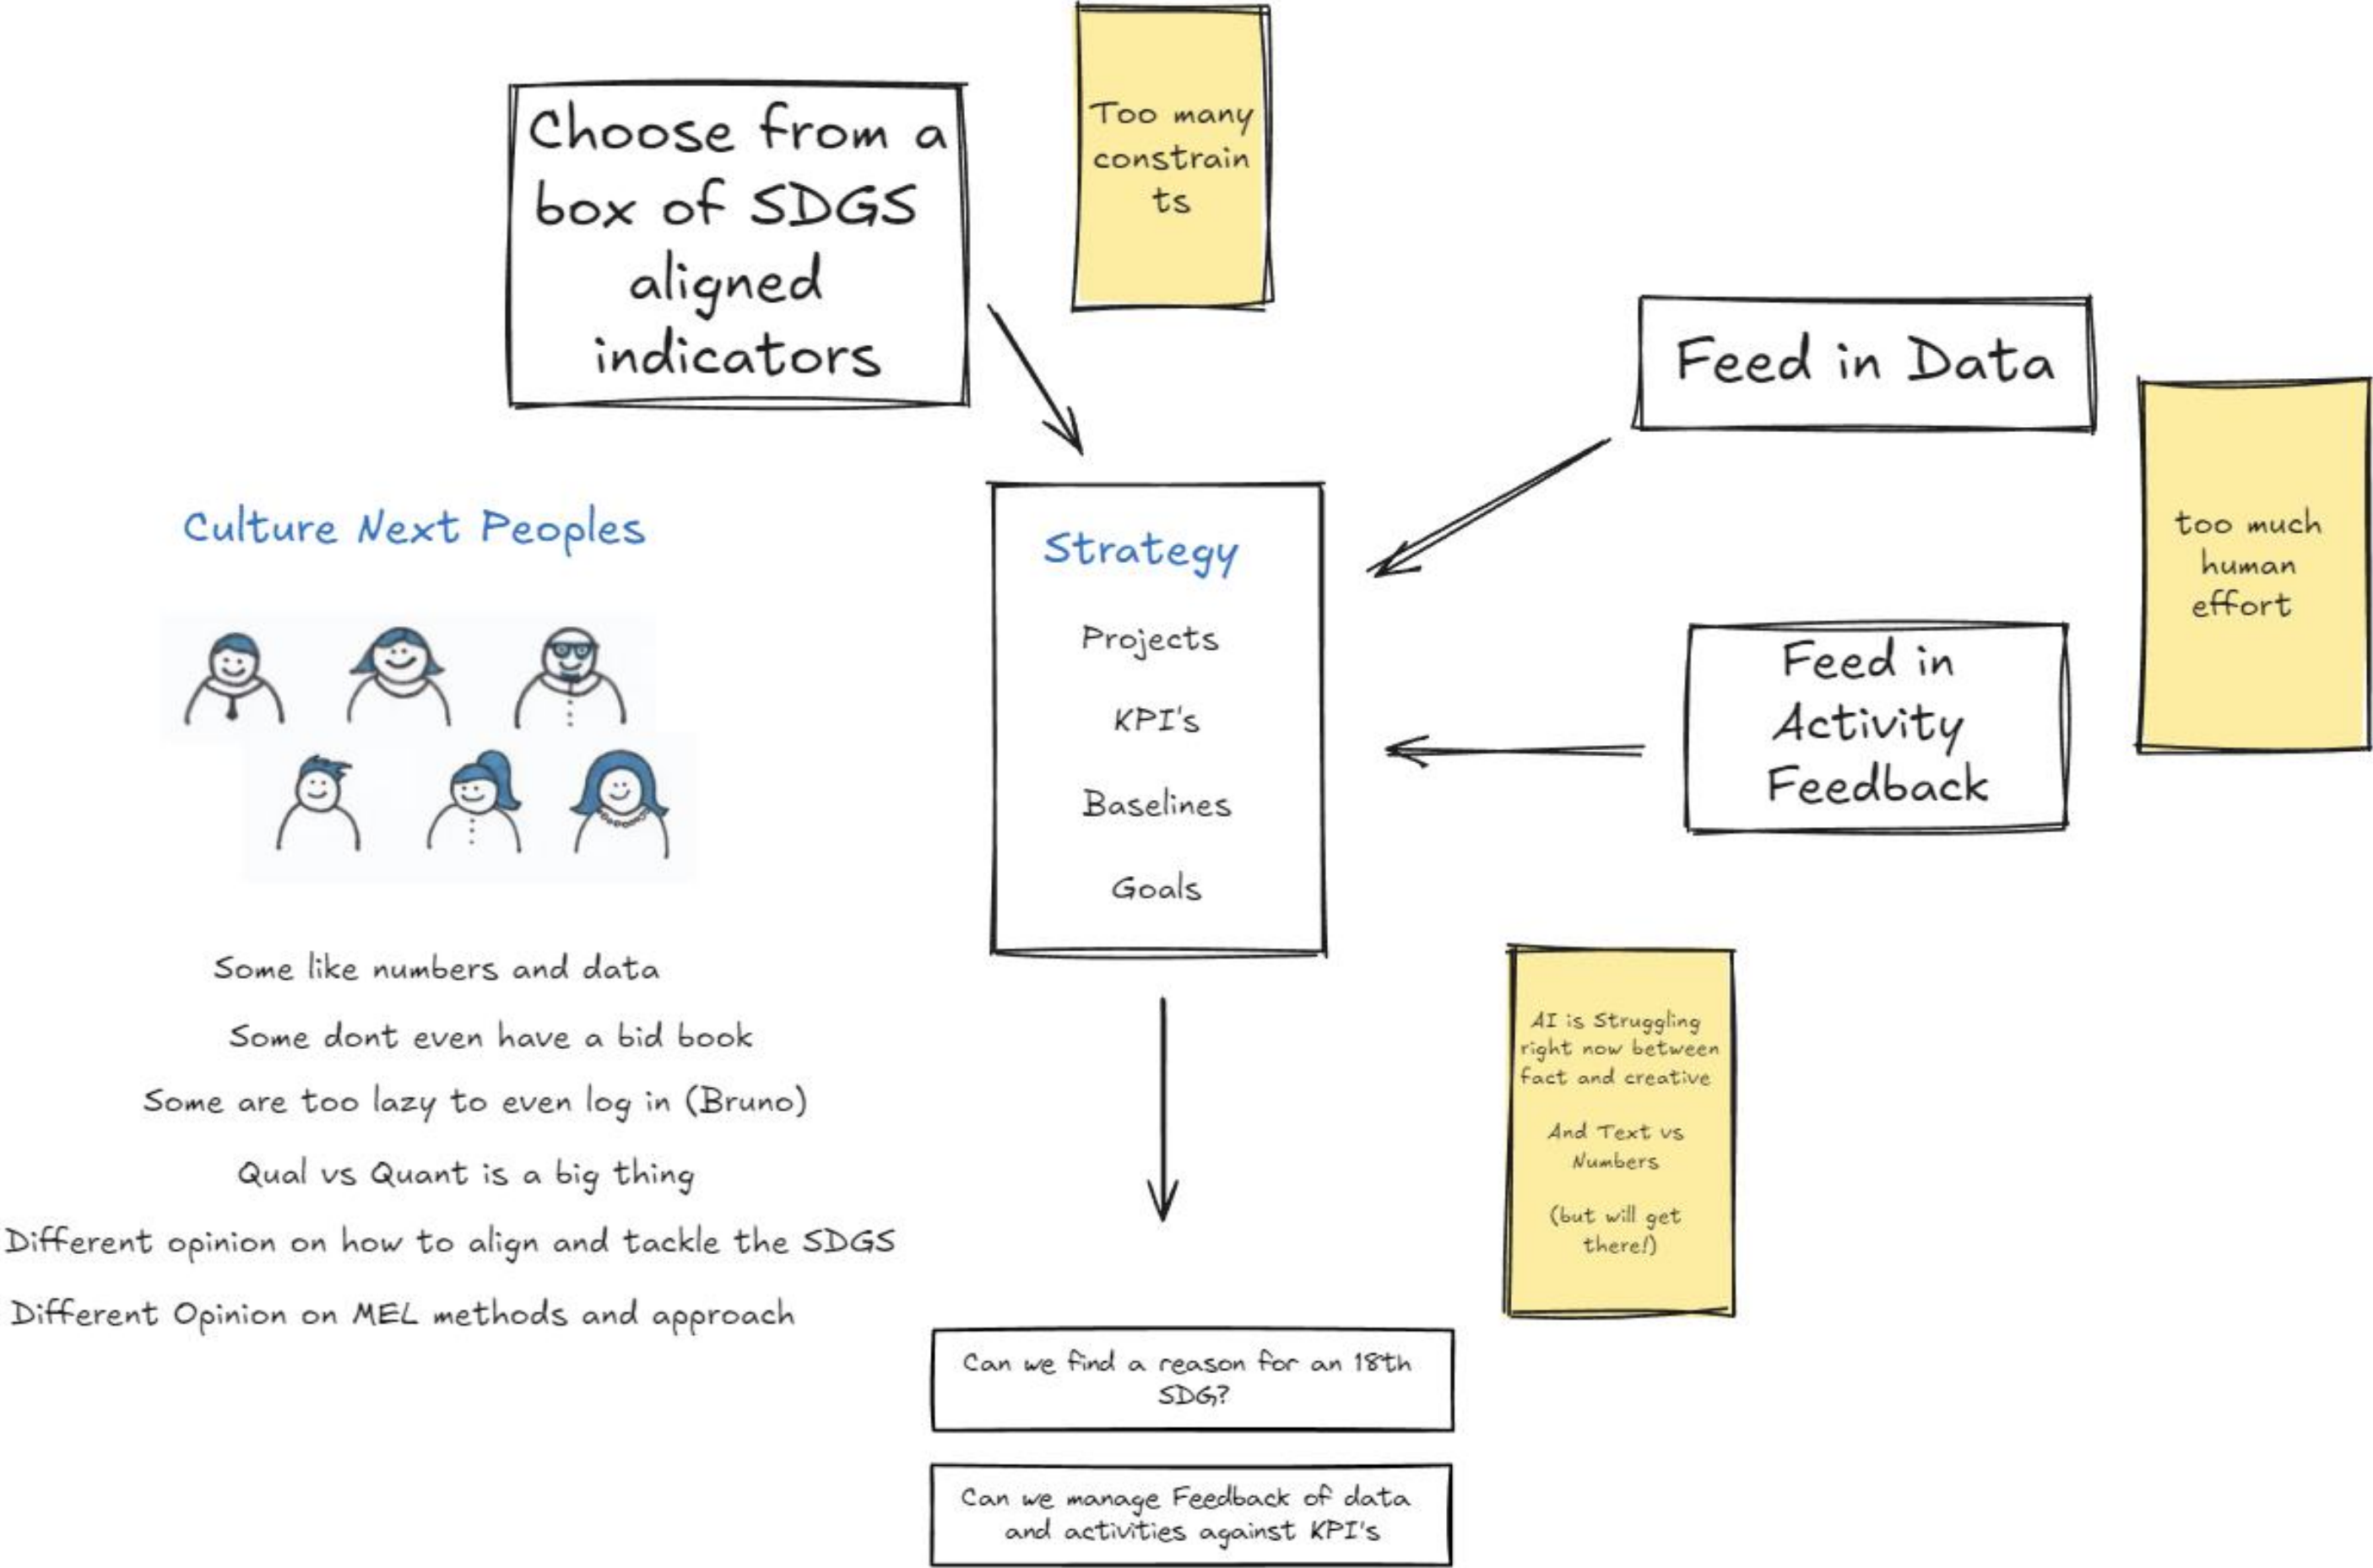 Choose from a
box of SDGS
aligned
indicators
Too many
constrain
ts
Feed in Data
too much
human
effort
Culture Next Peoples
Strategy
Projects
KPI's
Baselines
Goals
Feed in
Activity
Feedback
Some like numbers and data
Some dont even have a bid book
Some are too lazy to even log in (Bruno)
Qual vs Quant is a big thing
Different opinion on how to align and tackle the SDGS
Different Opinion on MEL methods and approach
AI is Struggling
right now between
fact and creative
And Text vs
Numbers
(but will get
there!)
Can we find a reason for an 18th
SDG?
Can we manage Feedback of data
and activities against KPI's